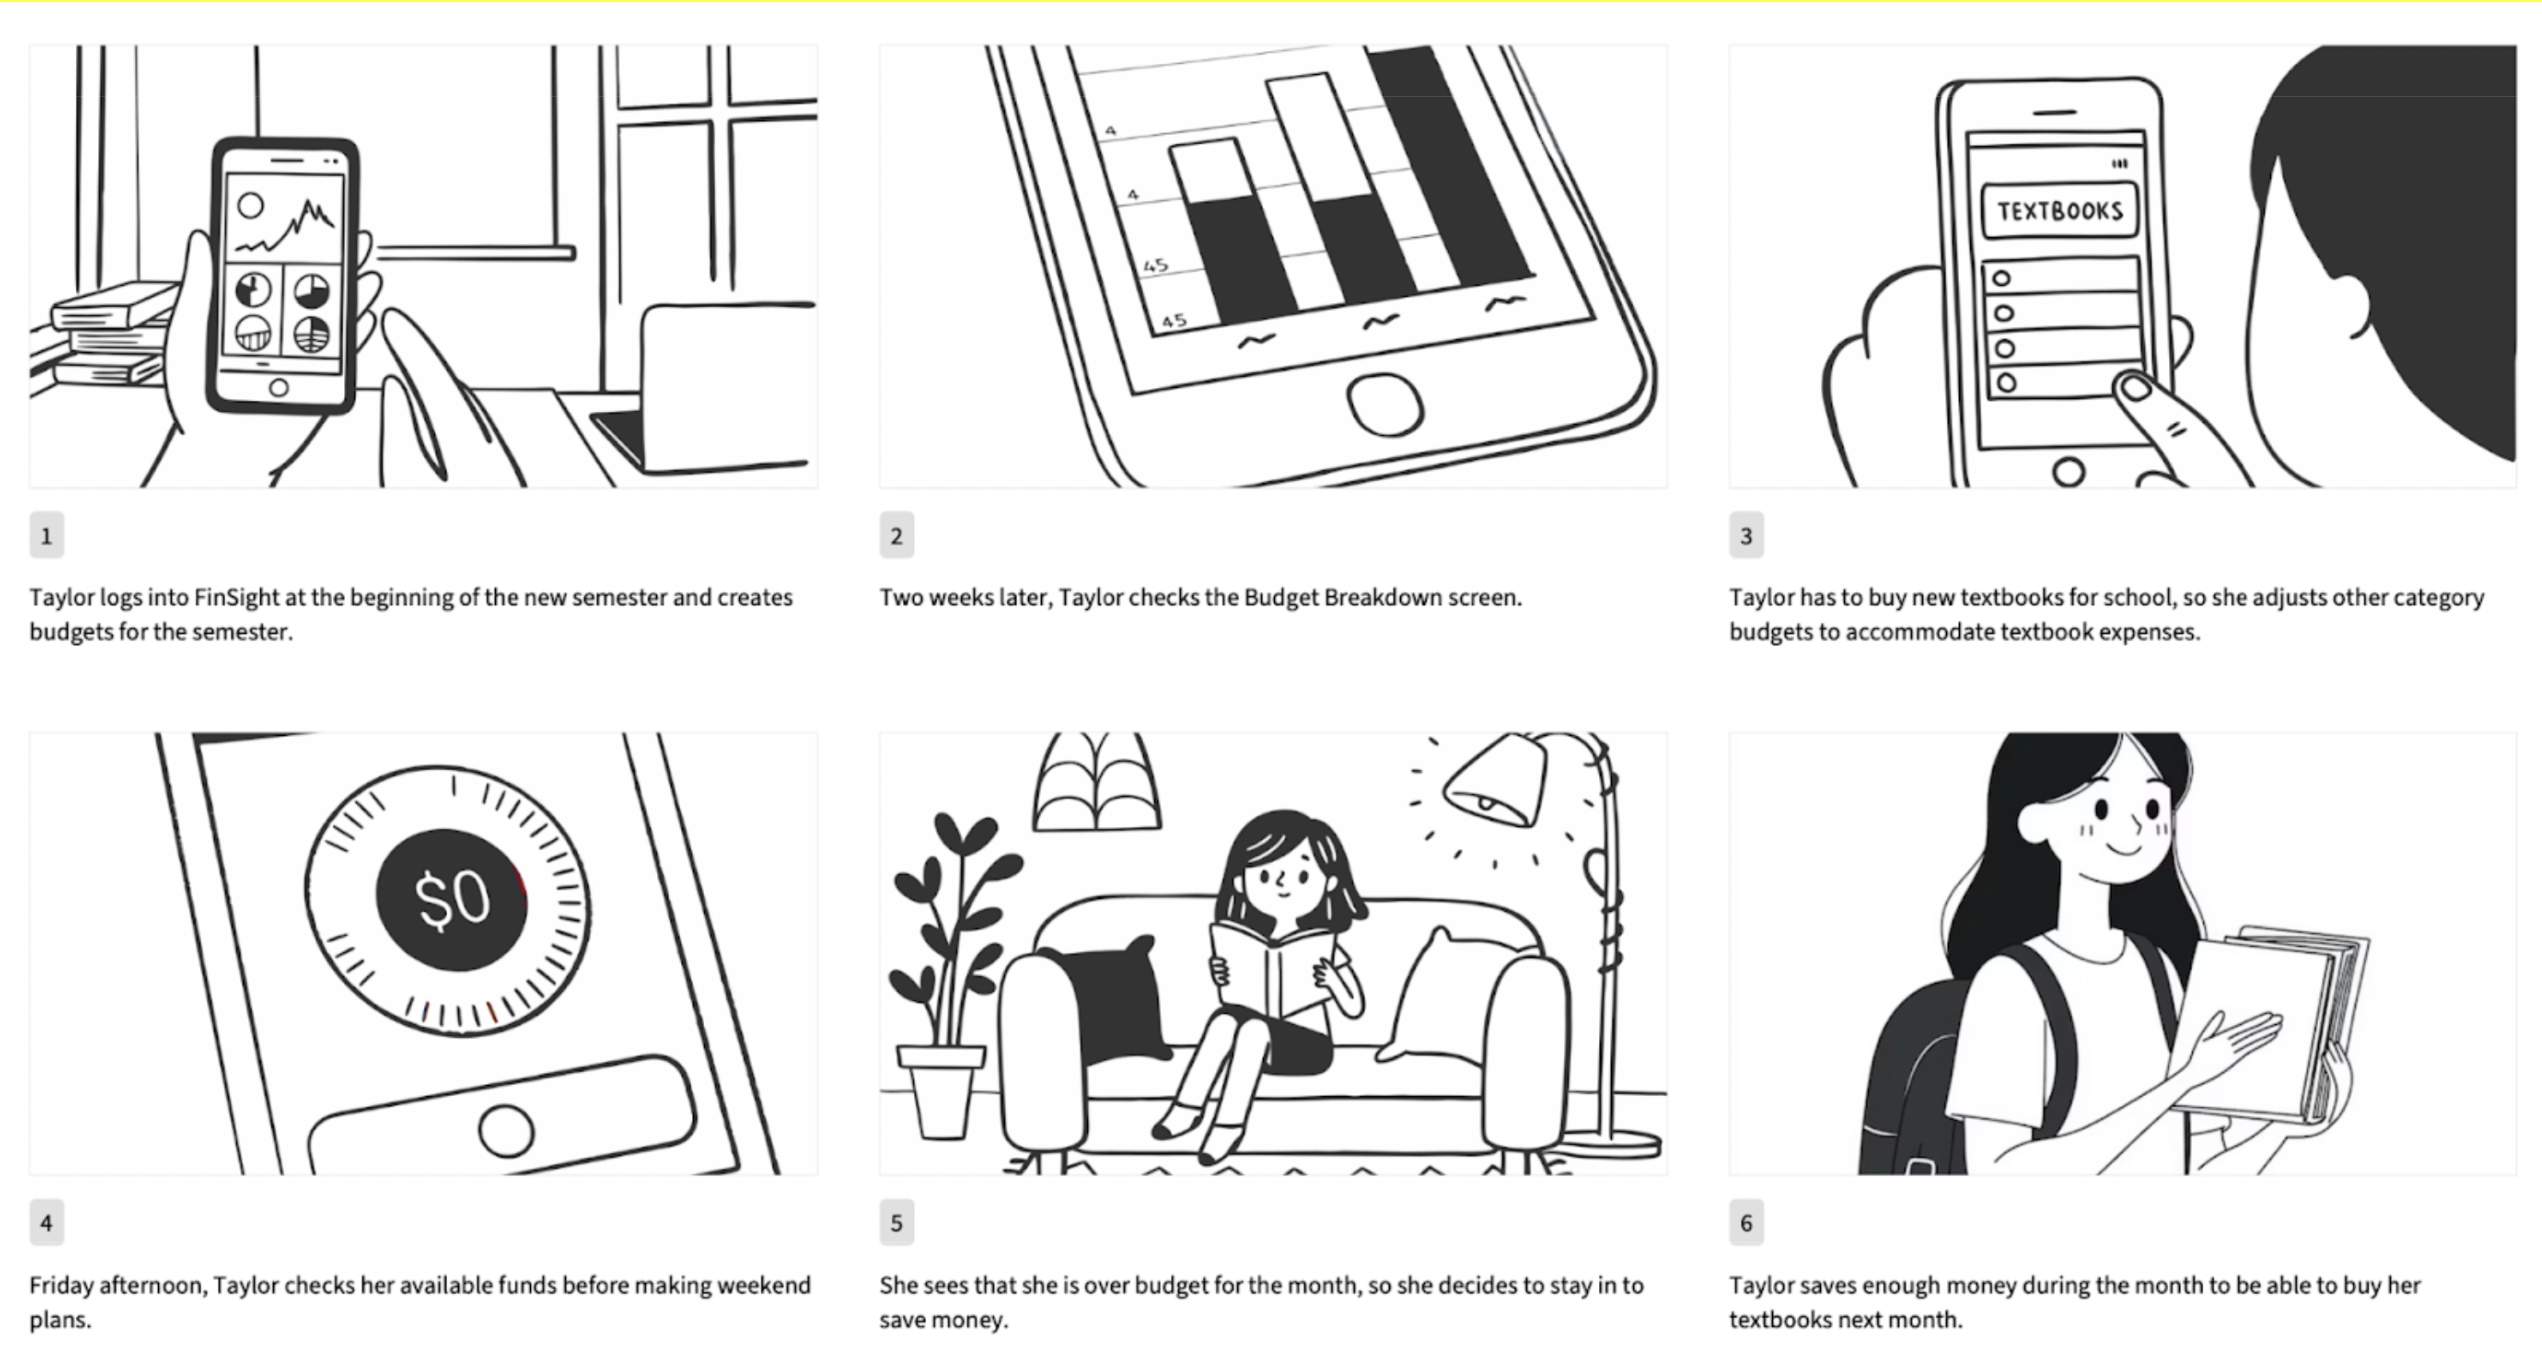 4
4
45
45
TEXTBOOKS
1
Taylor logs into FinSight at the beginning of the new semester and creates
budgets for the semester.
2
Two weeks later, Taylor checks the Budget Breakdown screen.
3
Taylor has to buy new textbooks for school, so she adjusts other category
budgets to accommodate textbook expenses.
$0
4
Friday afternoon, Taylor checks her available funds before making weekend
plans.
5
She sees that she is over budget for the month, so she decides to stay in to
save money.
6
Taylor saves enough money during the month to be able to buy her
textbooks next month.